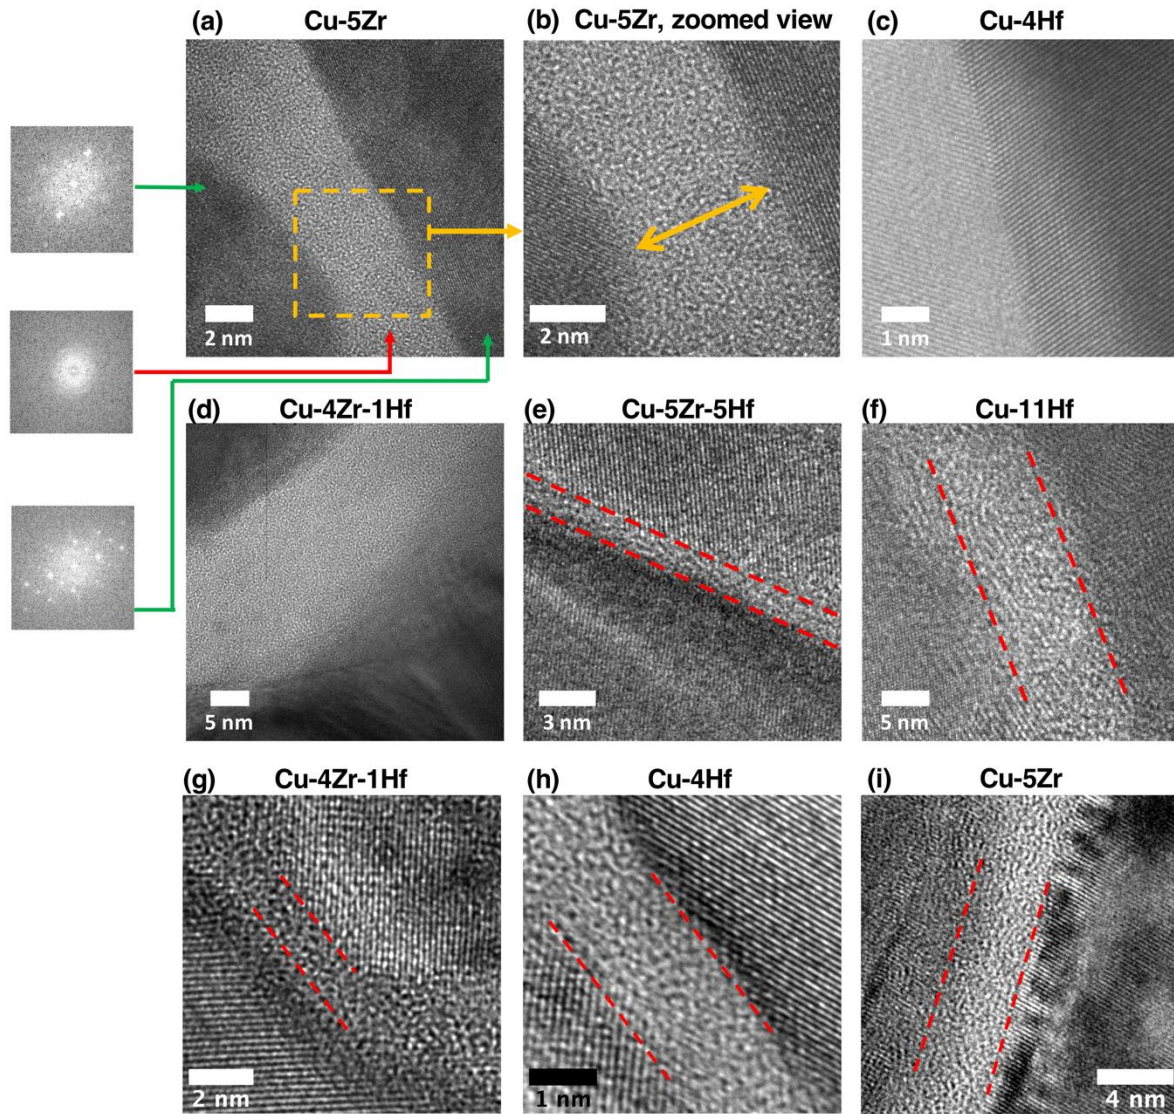 (a) Cu-5Zr
(b) Cu-5Zr, zoomed view
(c) Cu-4Hf
2 nm
2 nm
1 nm
(d) Cu-4Zr-1Hf
(e) Cu-5Zr-5Hf
(f) Cu-11Hf
5 nm
3 nm
5 nm
(g) Cu-4Zr-1Hf
(h) Cu-4Hf
(i) Cu-5Zr
2 nm
1 nm
4 nm